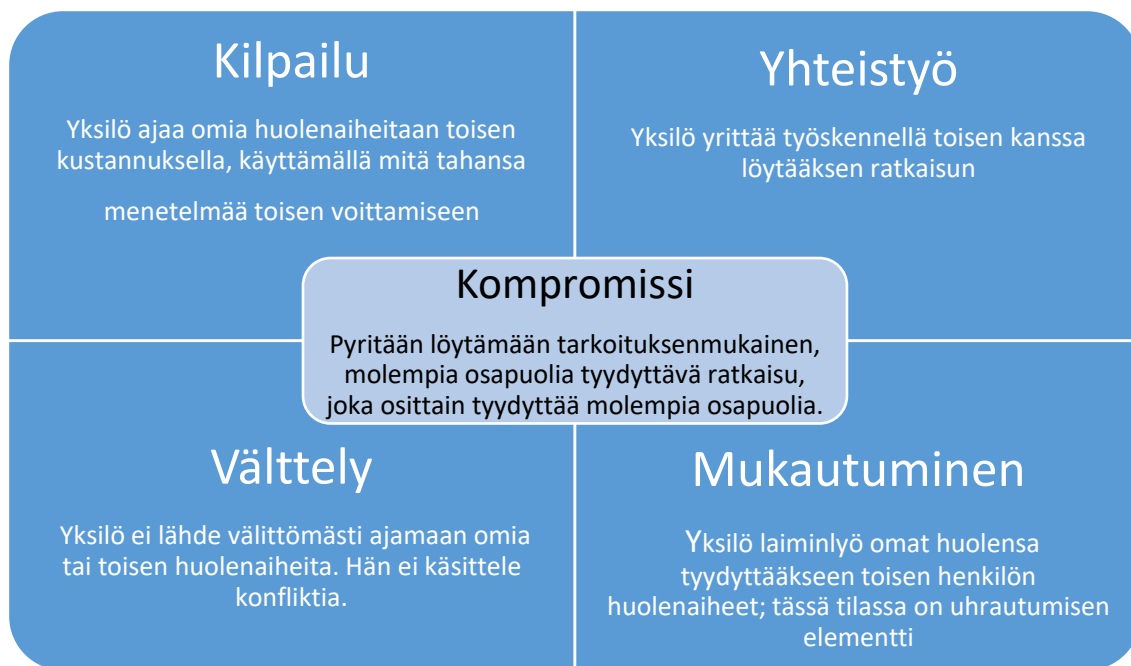 Kilpailu
Yksilö ajaa omia huolenaiheitaan toisen
kustannuksella, käyttämällä mitä tahansa
menetelmää toisen voittamiseen
Yhteistyö
Yksilö yrittää työskennellä toisen kanssa
löytääksen ratkaisun
Kompromissi
Pyritään löytämään tarkoituksenmukainen,
molempia osapuolia tyydyttävä ratkaisu,
joka osittain tyydyttää molempia osapuolia.
Välttely
Yksilö ei lähde välittömästi ajamaan omia
tai toisen huolenaiheita. Hän ei käsittele
konfliktia.
Mukautuminen
Yksilö laiminlyö omat huolensa
tyydyttääkseen toisen henkilön
huolenaiheet; tässä tilassa on uhrautumisen
elementti